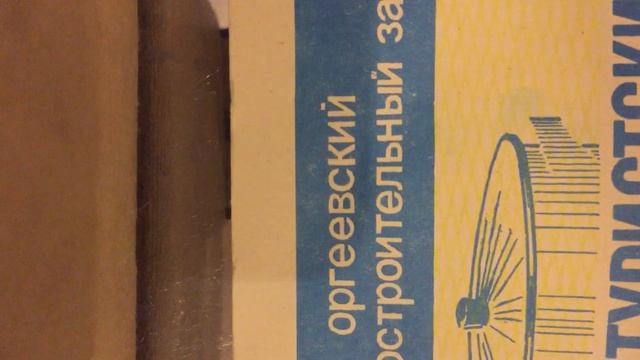 оргеевский
остроительный за
ТУРИСТСКИ